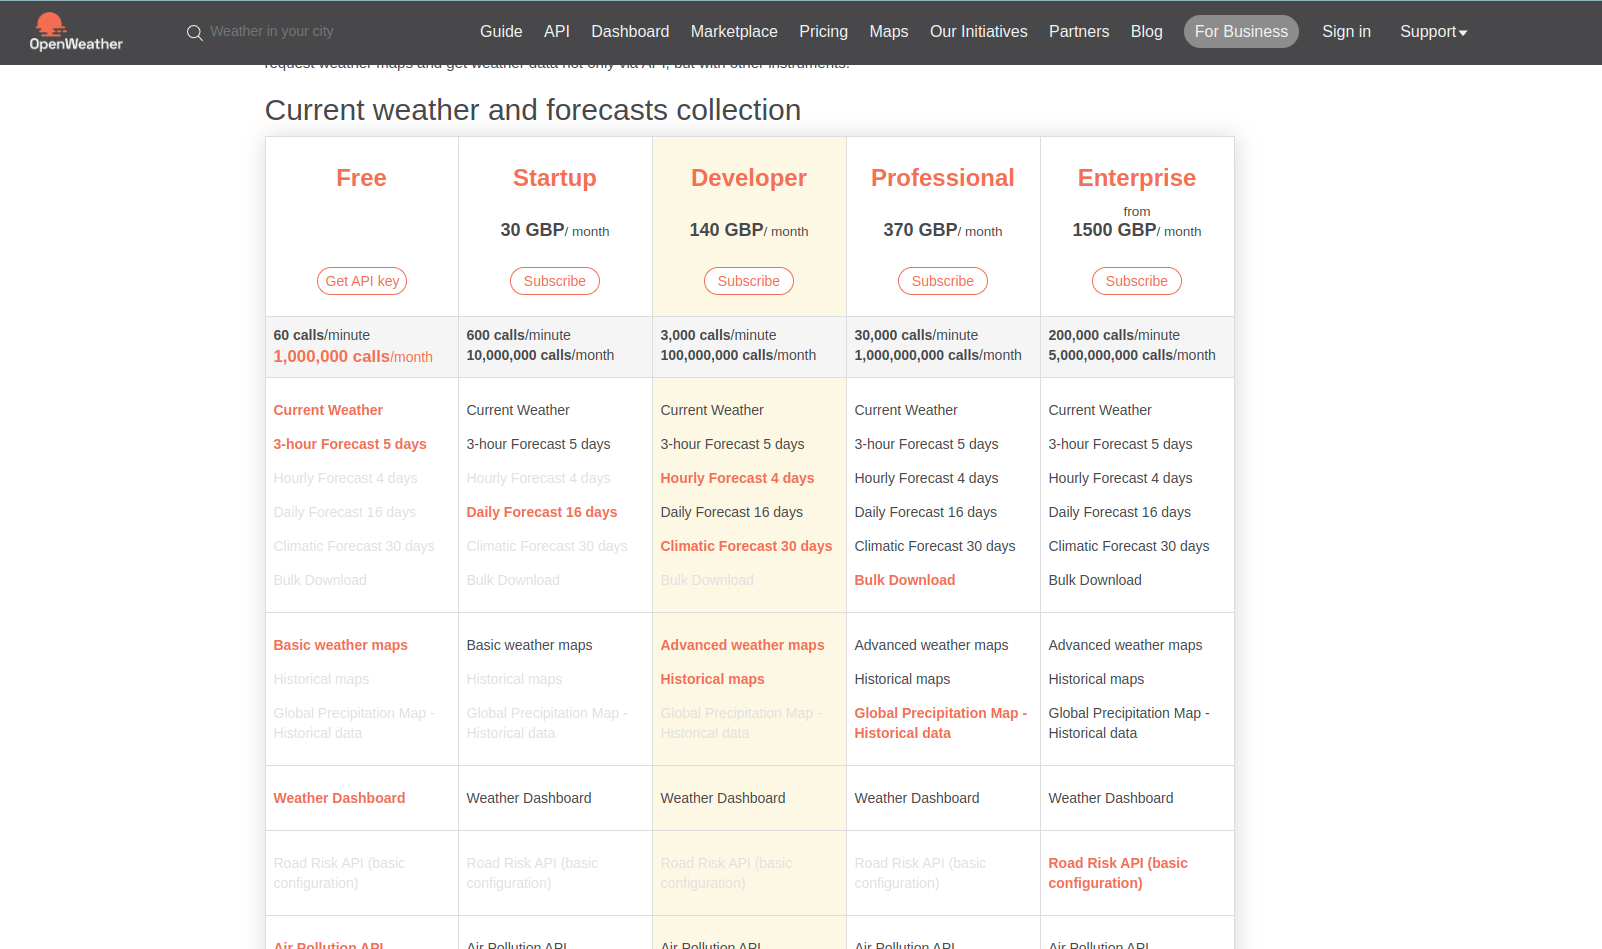 OpenWeather
Weather in your city
Guide API Dashboard Marketplace Pricing Maps Our Initiatives Partners Blog For Business Sign in Support
request weather maps and get weather data not only via API, but with other instruments.
Current weather and forecasts collection
Free
Get API key
60 calls/minute
1,000,000 calls/month
Current Weather
3-hour Forecast 5 days
Hourly Forecast 4 days
Daily Forecast 16 days
Climatic Forecast 30 days
Bulk Download
Basic weather maps
Historical maps
Global Precipitation Map -
Historical data
Weather Dashboard
Road Risk API (basic
configuration)
Air Pollution API
Startup
30 GBP/ month
Subscribe
600 calls/minute
10,000,000 calls/month
Current Weather
3-hour Forecast 5 days
Hourly Forecast 4 days
Daily Forecast 16 days
Climatic Forecast 30 days
Bulk Download
Basic weather maps
Historical maps
Global Precipitation Map -
Historical data
Weather Dashboard
Road Risk API (basic
configuration)
Air Pollution API
Developer
140 GBP/ month
Subscribe
3,000 calls/minute
100,000,000 calls/month
Current Weather
3-hour Forecast 5 days
Hourly Forecast 4 days
Daily Forecast 16 days
Climatic Forecast 30 days
Bulk Download
Advanced weather maps
Historical maps
Global Precipitation Map -
Historical data
Weather Dashboard
Road Risk API (basic
configuration)
Air Pollution API
Professional
370 GBP/ month
Subscribe
30,000 calls/minute
1,000,000,000 calls/month
Current Weather
3-hour Forecast 5 days
Hourly Forecast 4 days
Daily Forecast 16 days
Climatic Forecast 30 days
Bulk Download
Advanced weather maps
Historical maps
Global Precipitation Map -
Historical data
Weather Dashboard
Road Risk API (basic
configuration)
Air Pollution API
Enterprise
from
1500 GBP/ month
Subscribe
200,000 calls/minute
5,000,000,000 calls/month
Current Weather
3-hour Forecast 5 days
Hourly Forecast 4 days
Daily Forecast 16 days
Climatic Forecast 30 days
Bulk Download
Advanced weather maps
Historical maps
Global Precipitation Map -
Historical data
Weather Dashboard
Road Risk API (basic
configuration)
Air Pollution API